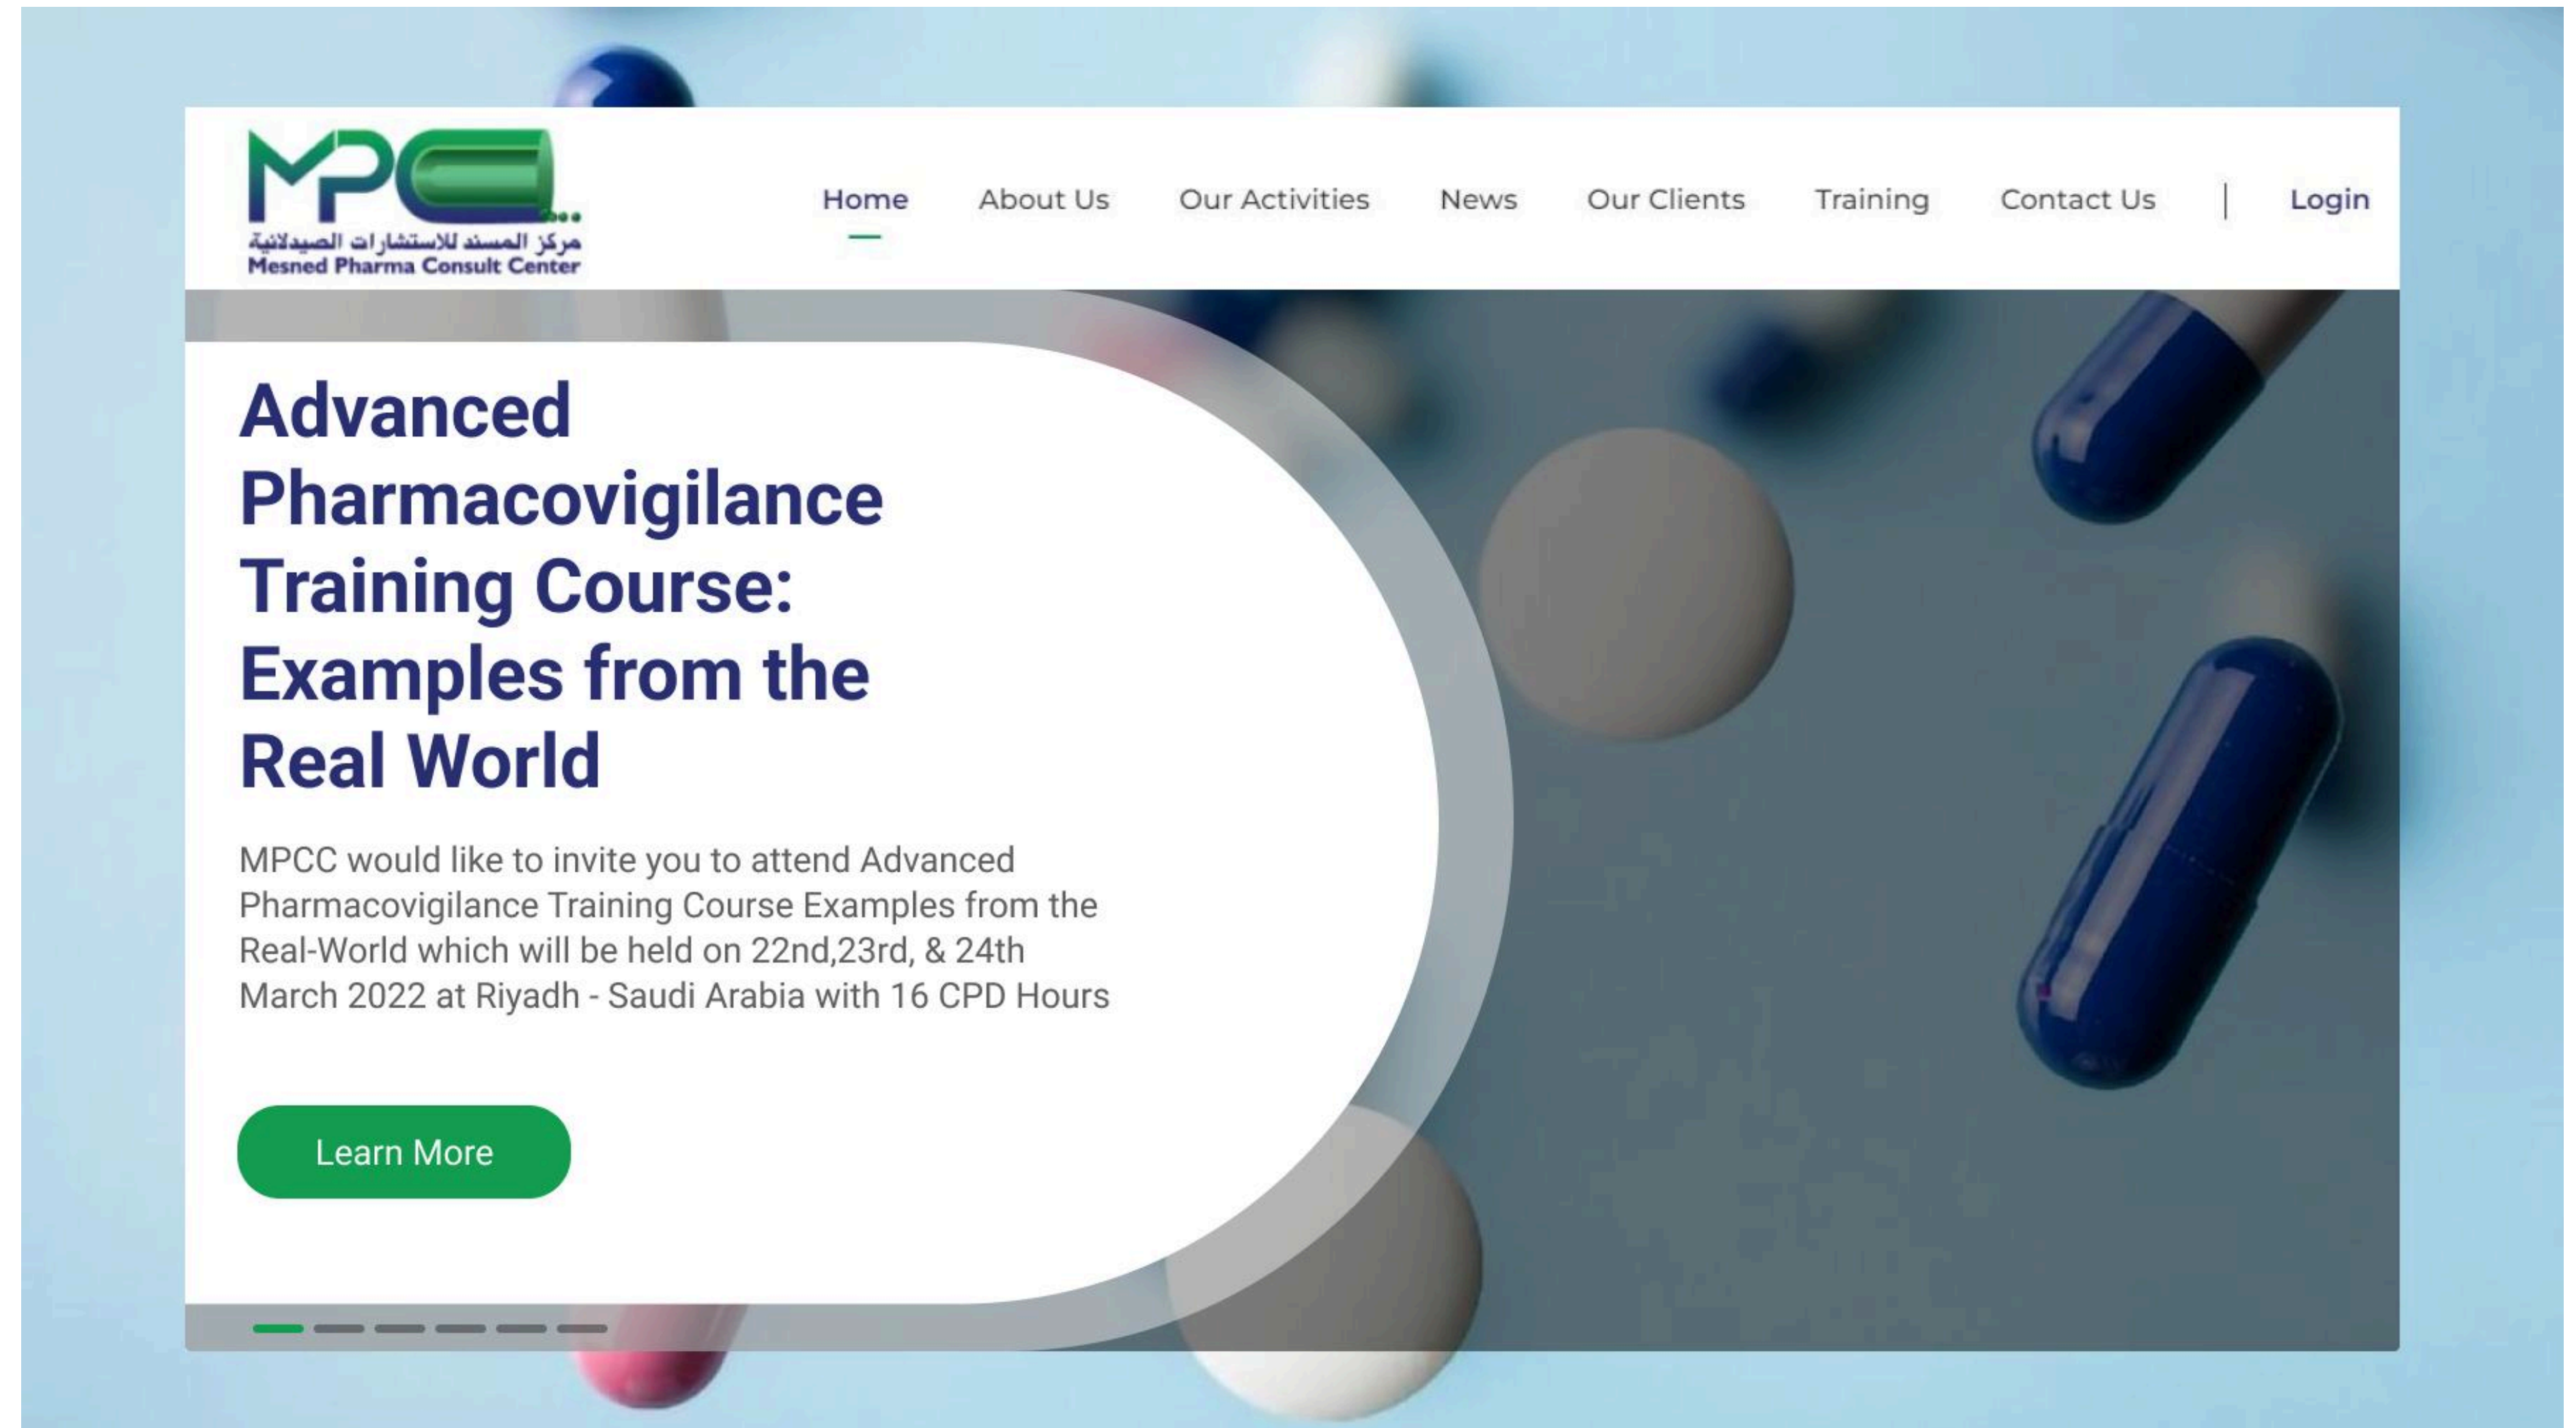 MPC
مركز المسند للاستشارات الصيدلانية
Mesned Pharma Consult Center
Home
About Us
Our Activities
News
Our Clients
Training
Contact Us
Login
Advanced
Pharmacovigilance
Training Course:
Examples from the
Real World
MPCC would like to invite you to attend Advanced
Pharmacovigilance Training Course Examples from the
Real-World which will be held on 22nd,23rd, & 24th
March 2022 at Riyadh - Saudi Arabia with 16 CPD Hours
Learn More